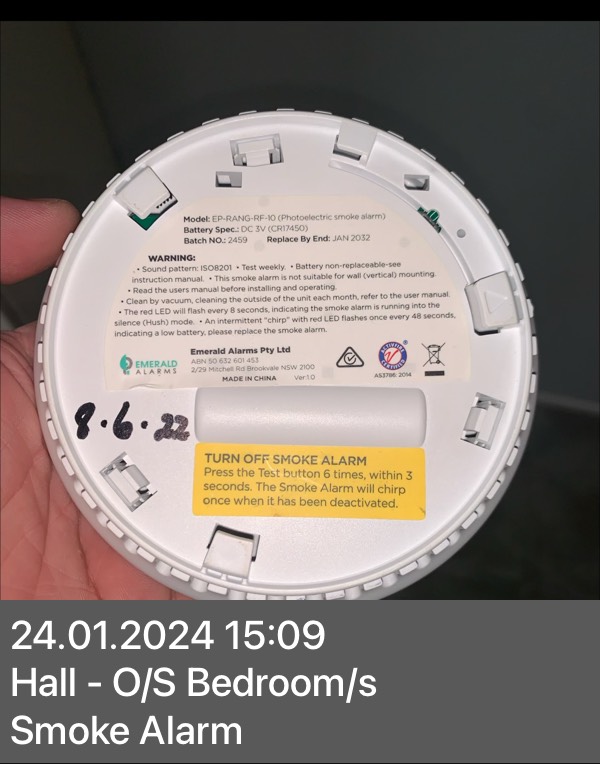 Model: EP-RANG-RF-10 (Photoelectric smoke alarm)
Battery Spec.: DC 3V (CR17450)
Batch NO.: 2459 Replace By End: JAN 2032
WARNING:
• Sound pattern: ISO8201 • Test weekly. • Battery non-replaceable-see
instruction manual. • This smoke alarm is not suitable for wall (vertical) mounting.
• Read the users manual before installing and operating.
• Clean by vacuum, cleaning the outside of the unit each month, refer to the user manual.
• The red LED will flash every 8 seconds, indicating the smoke alarm is running into the
silence (Hush) mode. • An intermittent "chirp" with red LED flashes once every 48 seconds,
indicating a low battery, please replace the smoke alarm.
EMERALD
ALARMS
Emerald Alarms Pty Ltd
ABN 50 632 601 453
2/29 Mitchell Rd Brookvale NSW 2100
MADE IN CHINA Ver:1.0
AS3786: 2014
8.6.22
TURN OFF SMOKE ALARM
Press the Test button 6 times, within 3
seconds. The Smoke Alarm will chirp
once when it has been deactivated.
24.01.2024 15:09
Hall - O/S Bedroom/s
Smoke Alarm